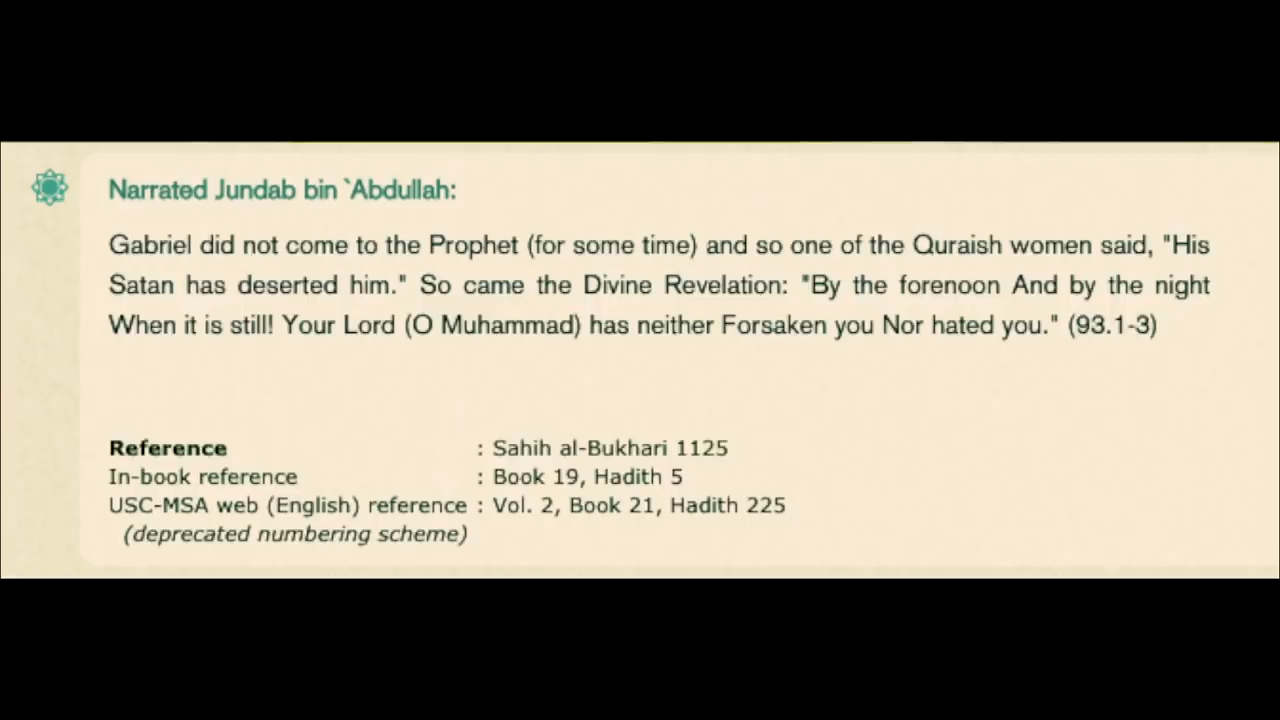 Narrated Jundab bin `Abdullah:
Gabriel did not come to the Prophet (for some time) and so one of the Quraish women said, "His
Satan has deserted him." So came the Divine Revelation: "By the forenoon And by the night
When it is still! Your Lord (O Muhammad) has neither Forsaken you Nor hated you." (93.1-3)
Reference : Sahih al-Bukhari 1125
In-book reference : Book 19, Hadith 5
USC-MSA web (English) reference : Vol. 2, Book 21, Hadith 225
(deprecated numbering scheme)